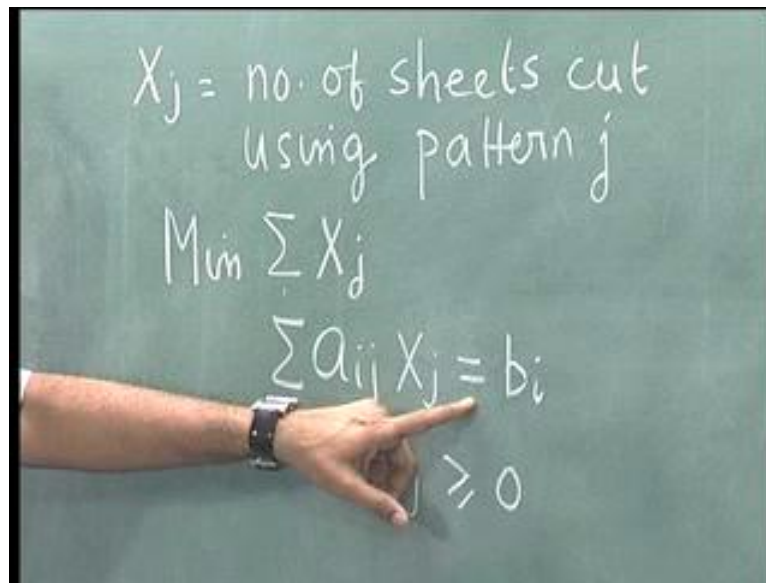 Xj = no. of sheets cut
using pattern j
Min Σ Xj
Σ aij Xj = bi
j ≥ 0